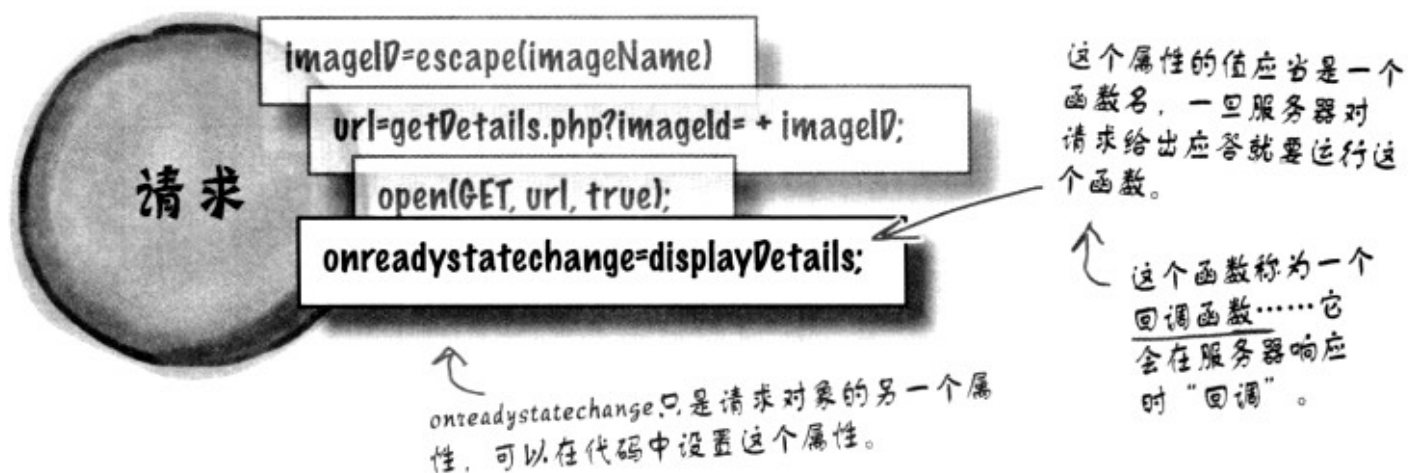 imageID=escape(imageName)
url=getDetails.php?imageId= + imageID;
请求
open(GET, url, true);
onreadystatechange=displayDetails;
这个属性的值应当是一个
函数名，一旦服务器对
请求给出应答就要运行这
个函数。
这个函数称为一个
回调函数……它
会在服务器响应
时“回调”。
onreadystatechange只是请求对象的另一个属
性，可以在代码中设置这个属性。